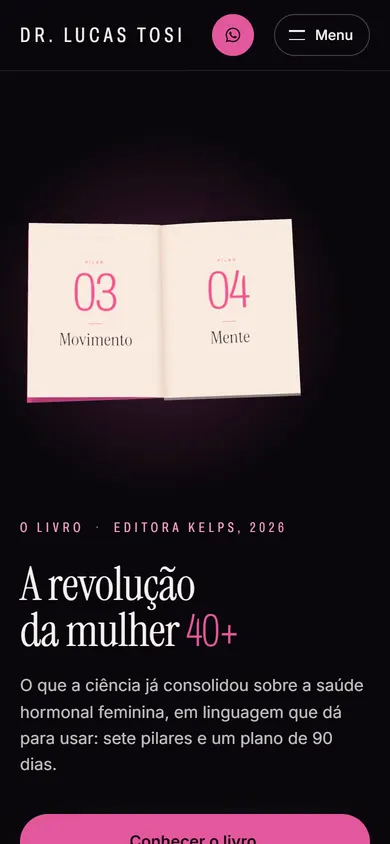 DR. LUCAS TOSI
Menu
PILAR
03
Movimento
PILAR
04
Mente
O LIVRO · EDITORA KELPS, 2026
A revolução
da mulher 40+
O que a ciência já consolidou sobre a saúde
hormonal feminina, em linguagem que dá
para usar: sete pilares e um plano de 90
dias.
Conhecer o livro